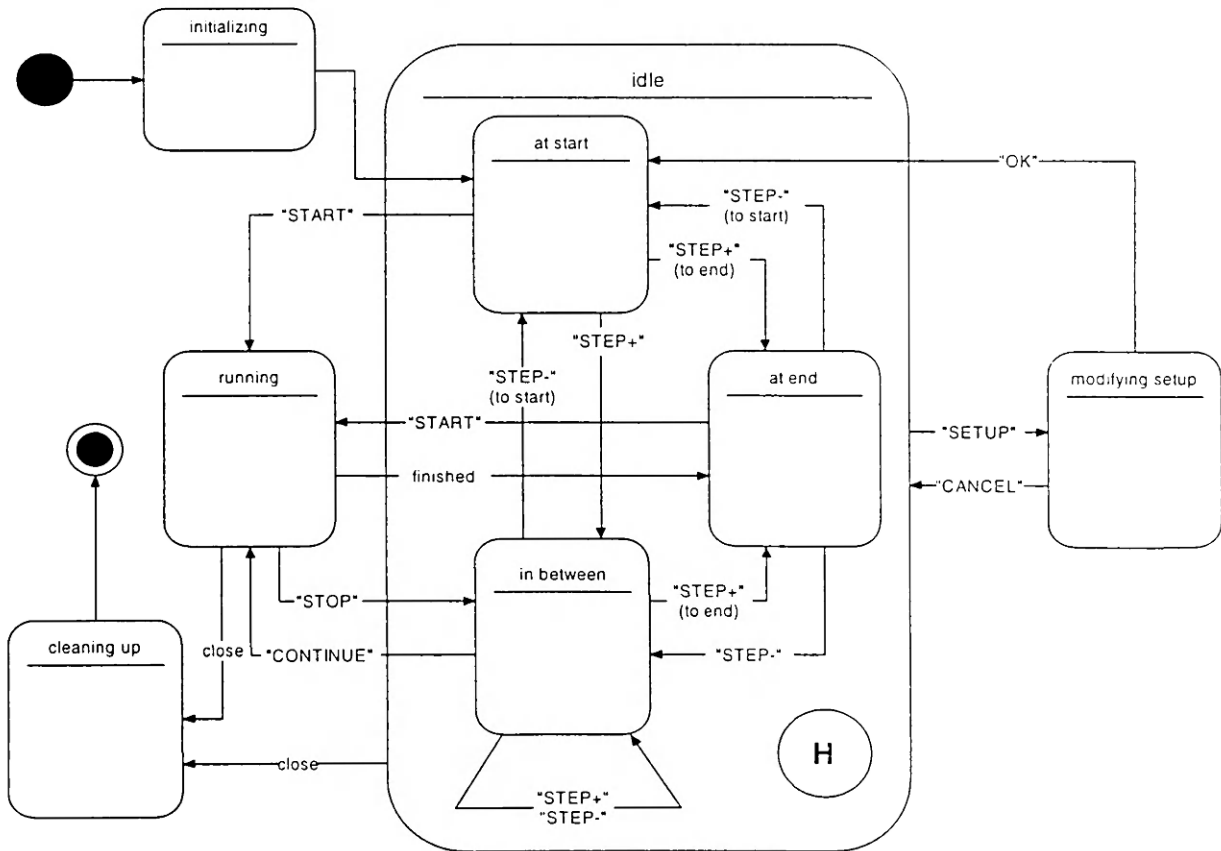 initializing
idle
at start
"OK"
"STEP-"
(to start)
"START"
"STEP+"
(to end)
"STEP+"
running
"STEP-"
(to start)
at end
modifying setup
"START"
"SETUP"
finished
"CANCEL"
in between
"STEP+"
(to end)
"STOP"
cleaning up
close
"CONTINUE"
"STEP-"
H
close
"STEP+"
"STEP-"